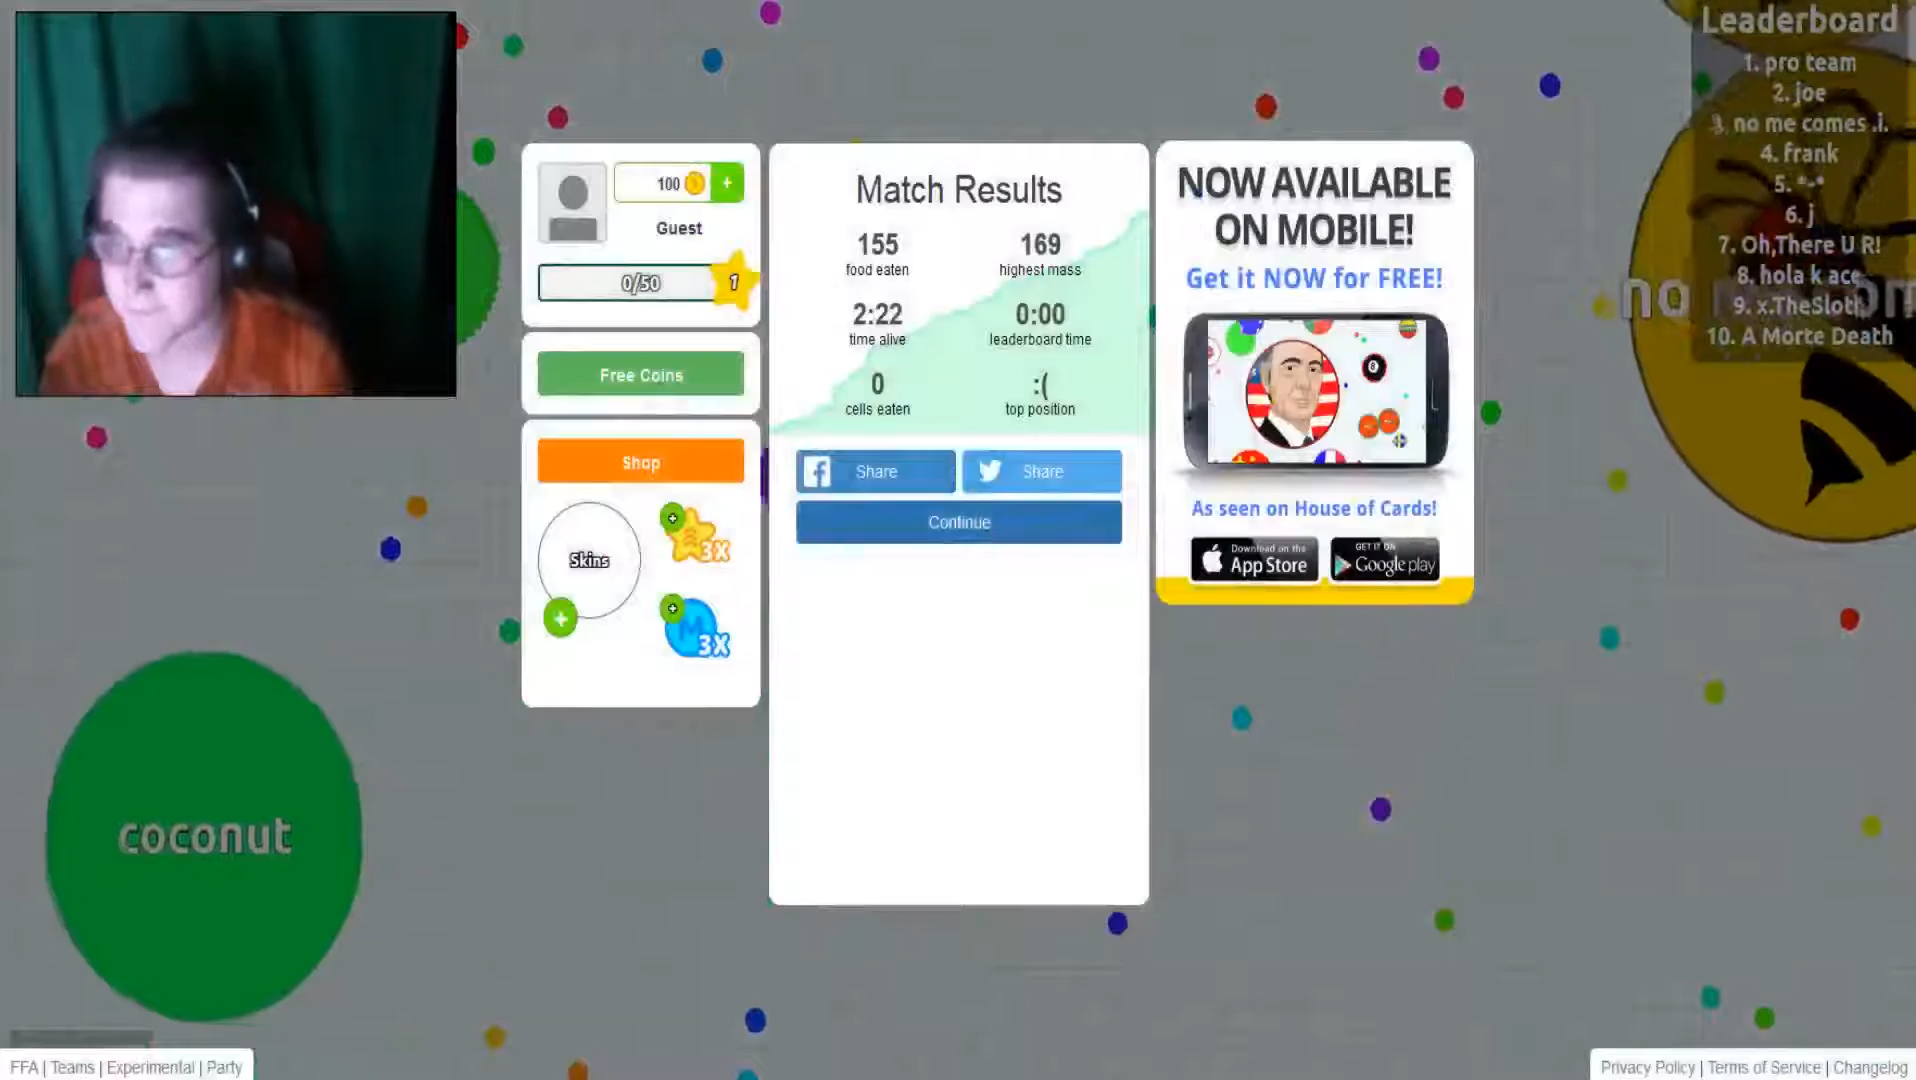 Leaderboard
1. pro team
2. joe
3. no me comes .i.
4. frank
5. *-*
6. j
7. Oh,There U R!
8. hola k ace
9. x.TheSloth
10. A Morte Death
100
Guest
0/50
1
Free Coins
Shop
Skins
3X
M
3X
Match Results
155
food eaten
169
highest mass
2:22
time alive
0:00
leaderboard time
0
cells eaten
:(
top position
Share
Share
Continue
NOW AVAILABLE
ON MOBILE!
Get it NOW for FREE!
8
As seen on House of Cards!
Download on the
App Store
GET IT ON
Google play
no
coconut
FFA | Teams | Experimental | Party
Privacy Policy | Terms of Service | Changelog